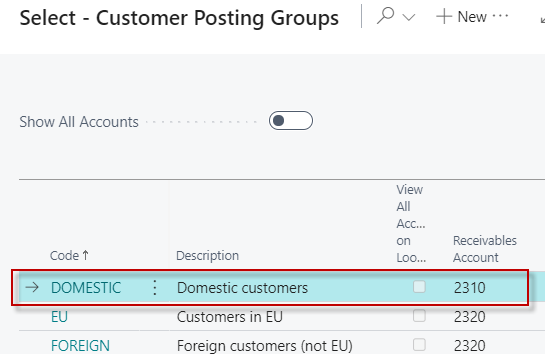 Select - Customer Posting Groups
New
Show All Accounts
View
All
Acc...
on
Loo...
Code
Description
Receivables
Account
DOMESTIC Domestic customers 2310
EU Customers in EU 2320
FOREIGN Foreign customers (not EU) 2320